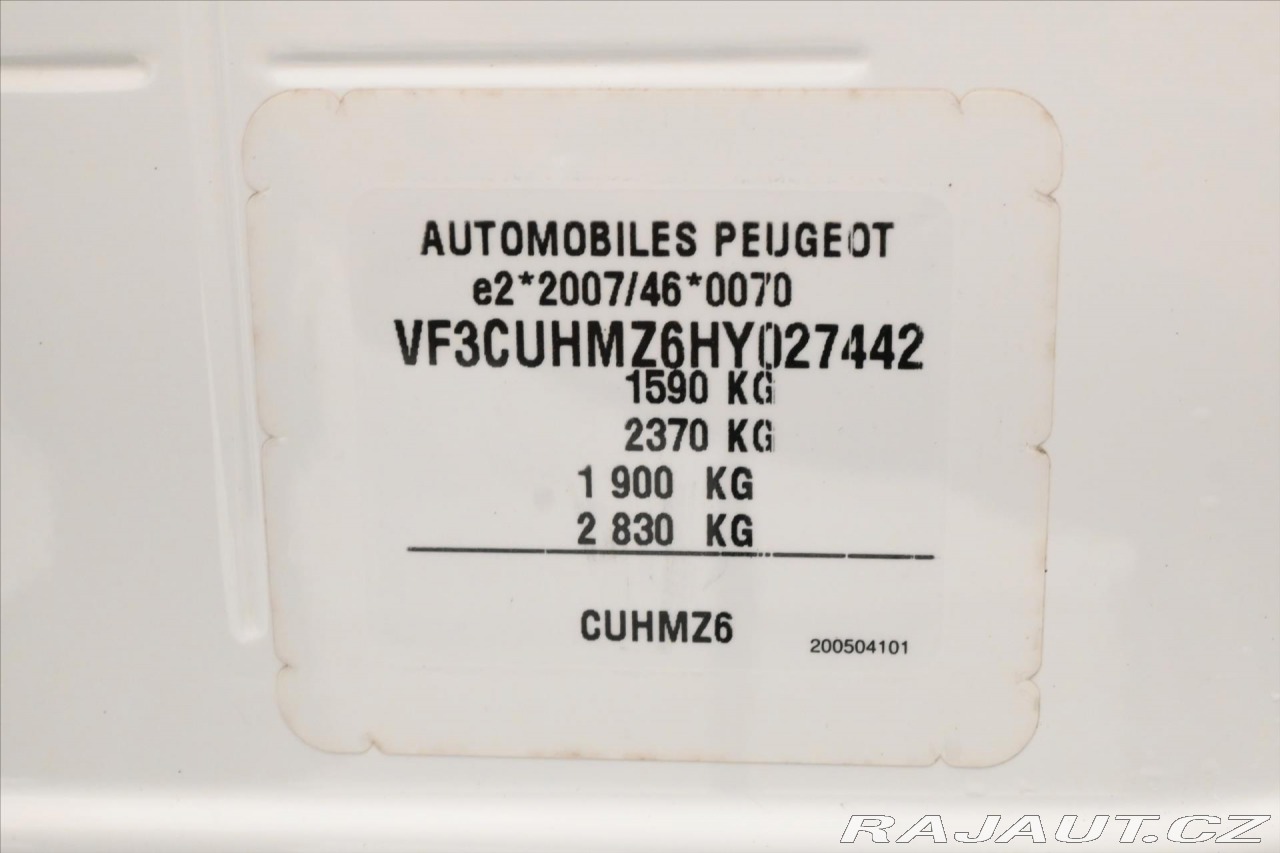 AUTOMOBILES PEUGEOT
e2*2007/46*0070
VF3CUHMZ6HY027442
1590 KG
2370 KG
1 900 KG
2 830 KG
CUHMZ6
200504101
RAJAUT.CZ